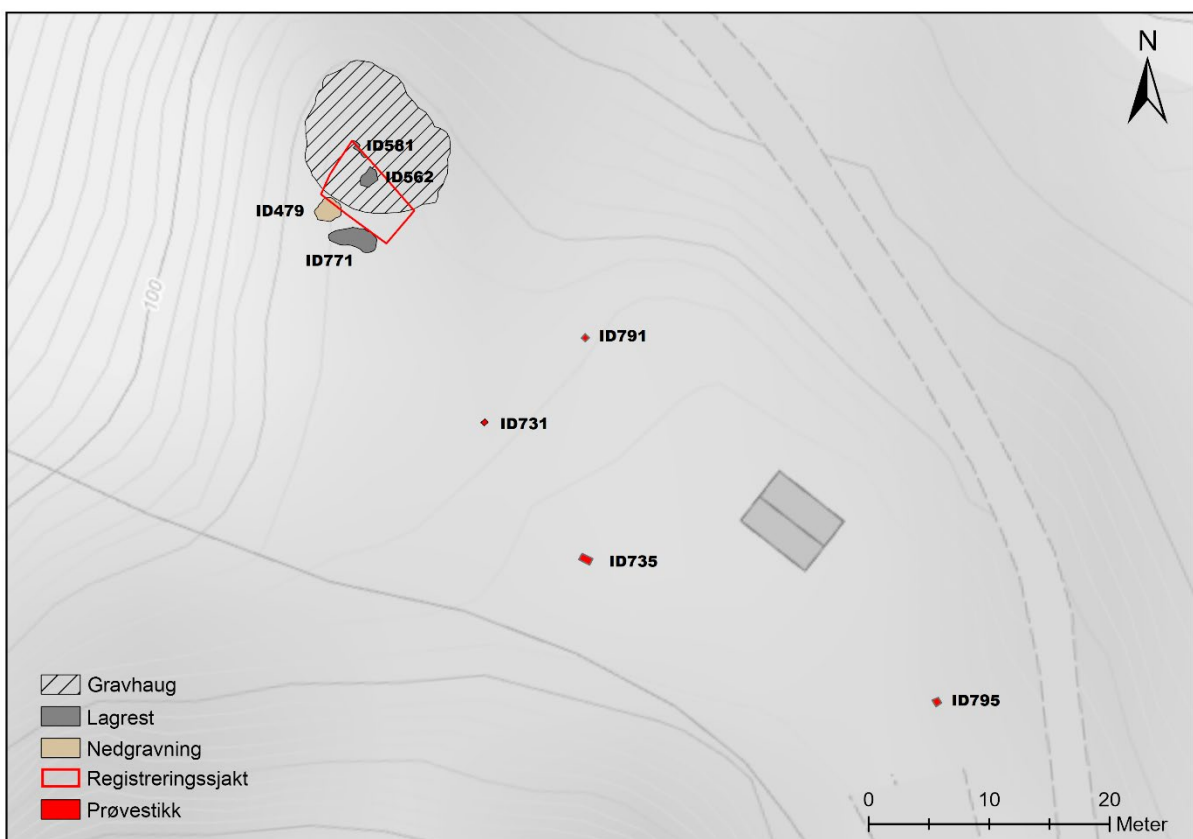 N
ID581
ID562
ID479
ID771
100
ID791
ID731
ID735
ID795
Gravhaug
Lagrest
Nedgravning
Registreringssjakt
Prøvestikk
0 10 20
Meter